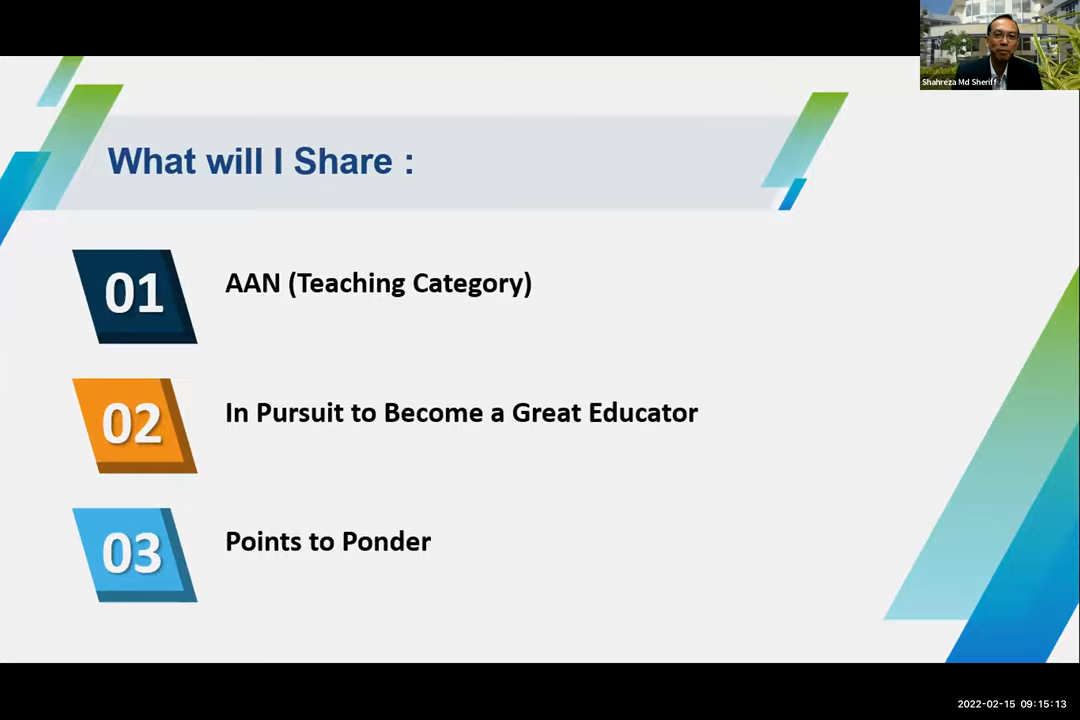 Shahreza Md Sheriff
What will I Share :
01
AAN (Teaching Category)
02
In Pursuit to Become a Great Educator
03
Points to Ponder
2022-02-15 09:15:13